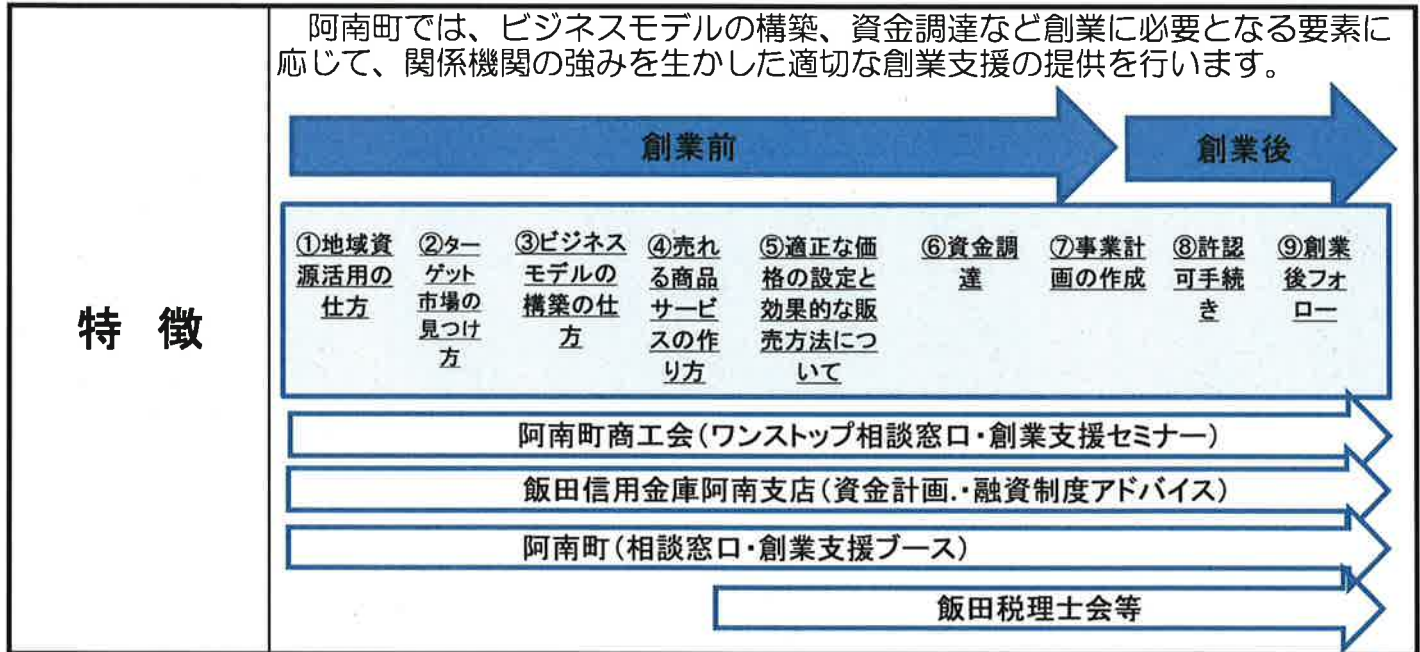 阿南町では、ビジネスモデルの構築、資金調達など創業に必要となる要素に
応じて、関係機関の強みを生かした適切な創業支援の提供を行います。
特 徴
創業前
創業後
①地域資
源活用の
仕方
②ター
ゲット
市場の
見つけ
方
③ビジネス
モデルの
構築の仕
方
④売れ
る商品
サービ
スの作
り方
⑤適正な価
格の設定と
効果的な販
売方法につ
いて
⑥資金調
達
⑦事業計
画の作成
⑧許認
可手続
き
⑨創業
後フォ
ロー
阿南町商工会(ワンストップ相談窓口・創業支援セミナー)
飯田信用金庫阿南支店(資金計画.・融資制度アドバイス)
阿南町(相談窓口・創業支援ブース)
飯田税理士会等